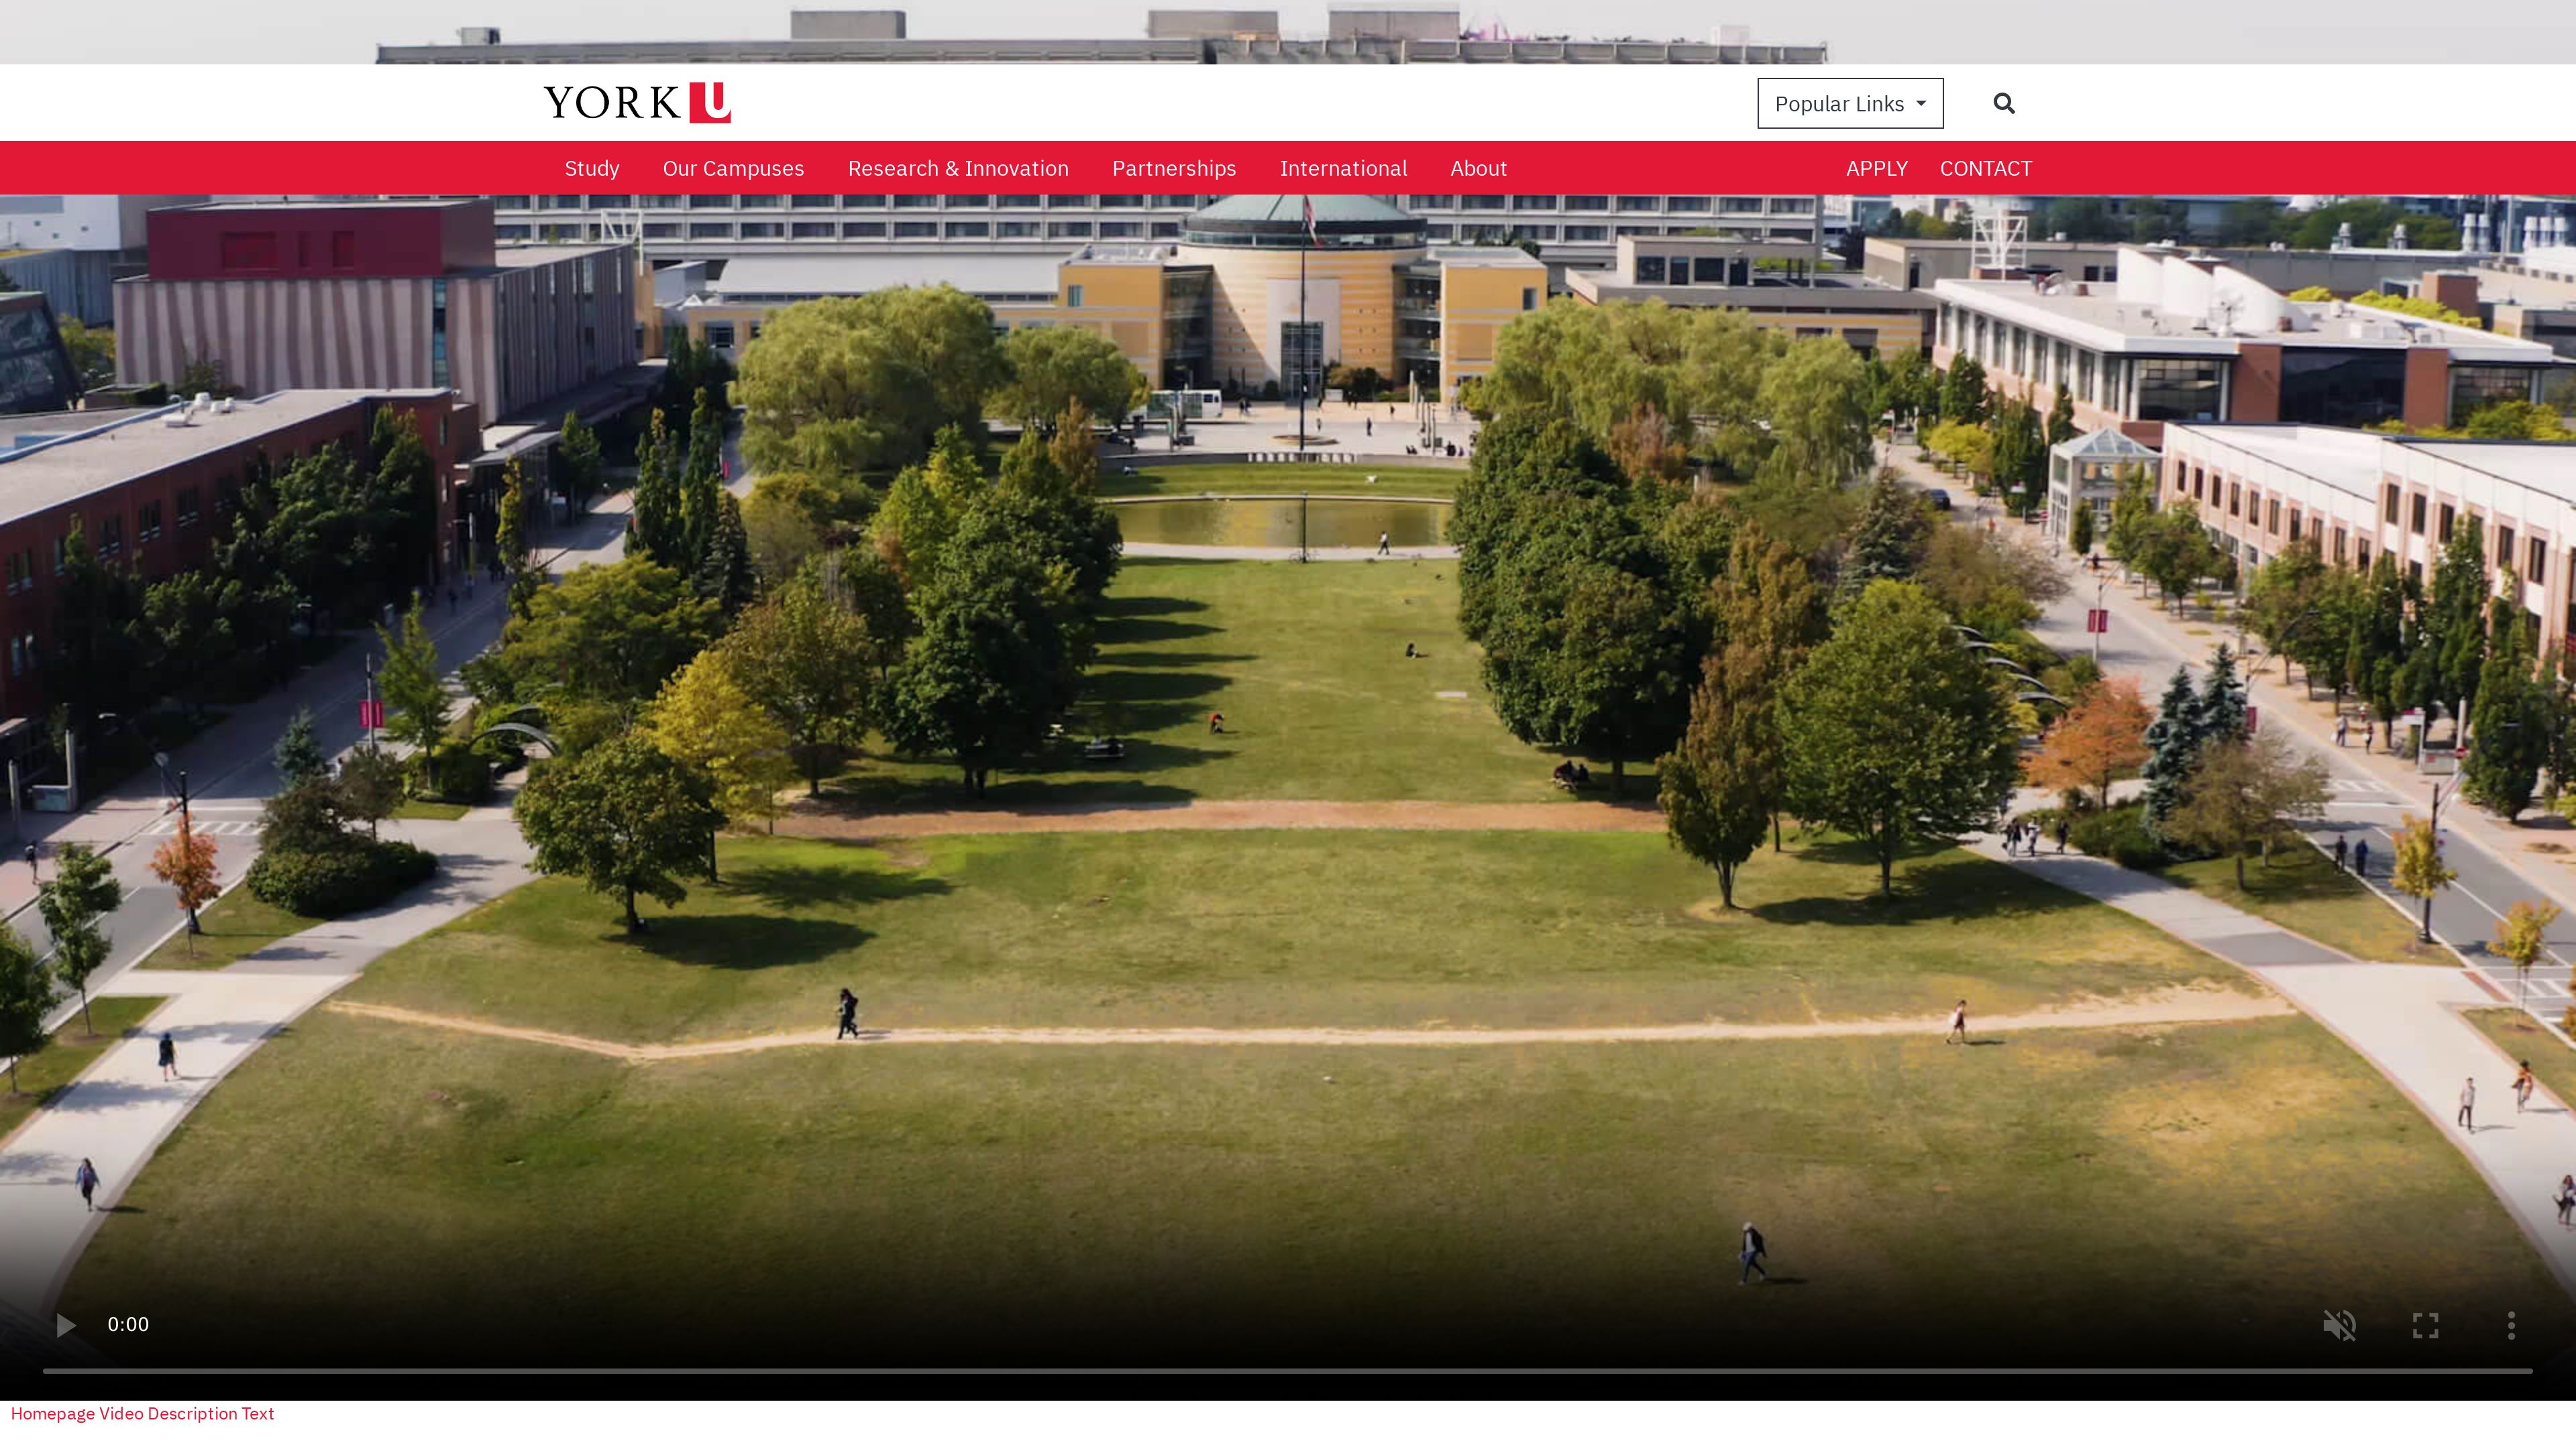 YORK U
Popular Links
Study Our Campuses Research & Innovation Partnerships International About APPLY CONTACT
0:00
Homepage Video Description Text